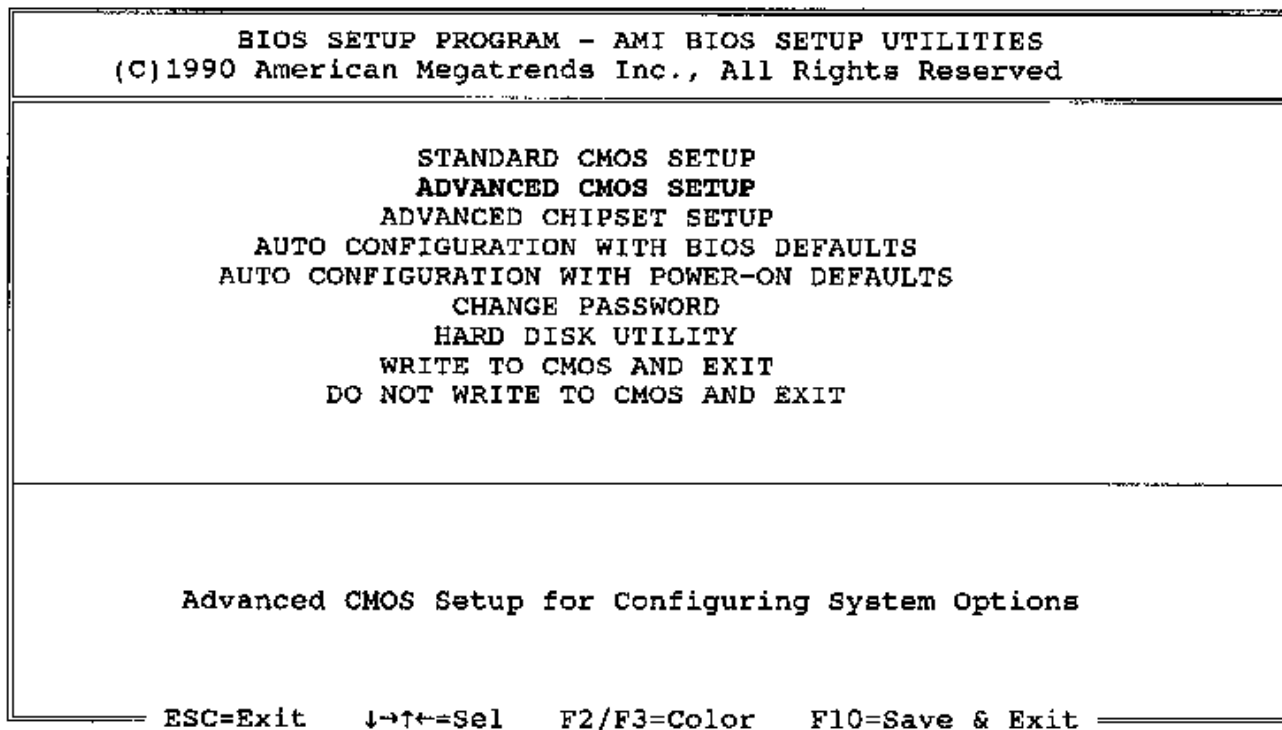 BIOS SETUP PROGRAM - AMI BIOS SETUP UTILITIES
(C)1990 American Megatrends Inc., All Rights Reserved
STANDARD CMOS SETUP
ADVANCED CMOS SETUP
ADVANCED CHIPSET SETUP
AUTO CONFIGURATION WITH BIOS DEFAULTS
AUTO CONFIGURATION WITH POWER-ON DEFAULTS
CHANGE PASSWORD
HARD DISK UTILITY
WRITE TO CMOS AND EXIT
DO NOT WRITE TO CMOS AND EXIT
Advanced CMOS Setup for Configuring System Options
ESC=Exit ↓→↑←=Sel F2/F3=Color F10=Save & Exit